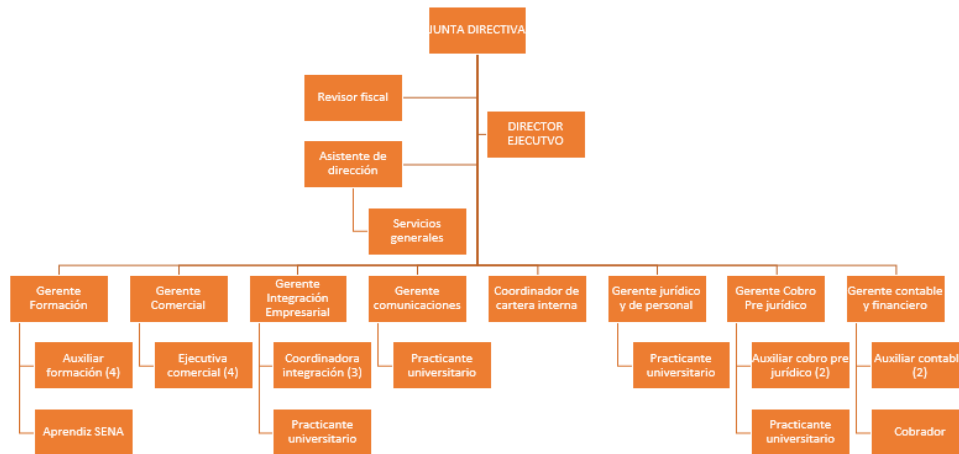 JUNTA DIRECTIVA
Revisor fiscal
DIRECTOR
EJECUTVO
Asistente de
dirección
Servicios
generales
Gerente
Formación
Gerente
Comercial
Gerente
Integración
Empresarial
Gerente
comunicaciones
Coordinador de
cartera interna
Gerente jurídico
y de personal
Gerente Cobro
Pre jurídico
Gerente contable
y financiero
Auxiliar
formación (4)
Ejecutiva
comercial (4)
Coordinadora
integración (3)
Practicante
universitario
Practicante
universitario
Auxiliar cobro pre
jurídico (2)
Auxiliar contabl
(2)
Aprendiz SENA
Practicante
universitario
Practicante
universitario
Cobrador